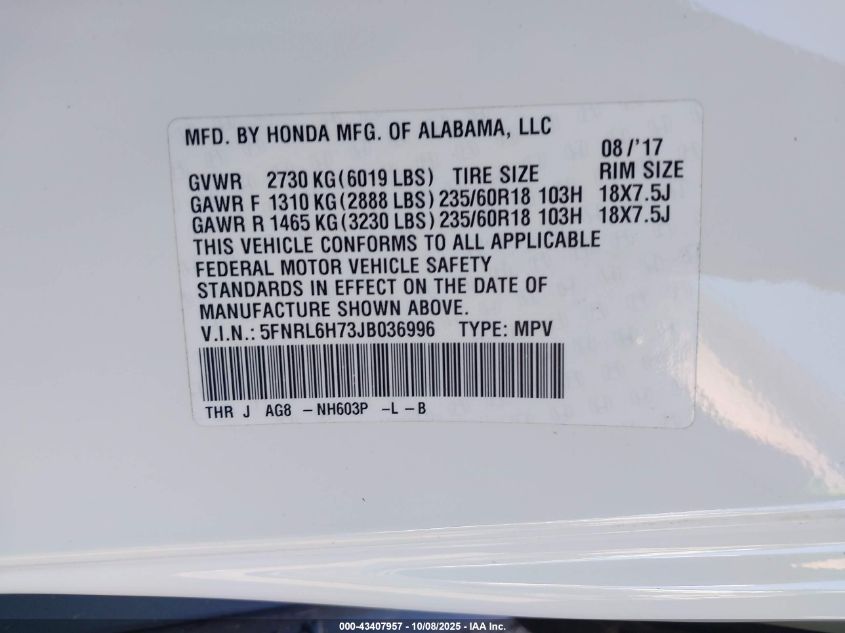 MFD. BY HONDA MFG. OF ALABAMA, LLC
08/'17
GVWR 2730 KG(6019 LBS) TIRE SIZE RIM SIZE
GAWR F 1310 KG(2888 LBS) 235/60R18 103H 18X7.5J
GAWR R 1465 KG(3230 LBS) 235/60R18 103H 18X7.5J
THIS VEHICLE CONFORMS TO ALL APPLICABLE
FEDERAL MOTOR VEHICLE SAFETY
STANDARDS IN EFFECT ON THE DATE OF
MANUFACTURE SHOWN ABOVE.
V.I.N.: 5FNRL6H73JB036996 TYPE: MPV
THR J AG8 -NH603P -L-B
000-43407957 - 10/08/2025 - IAA Inc.